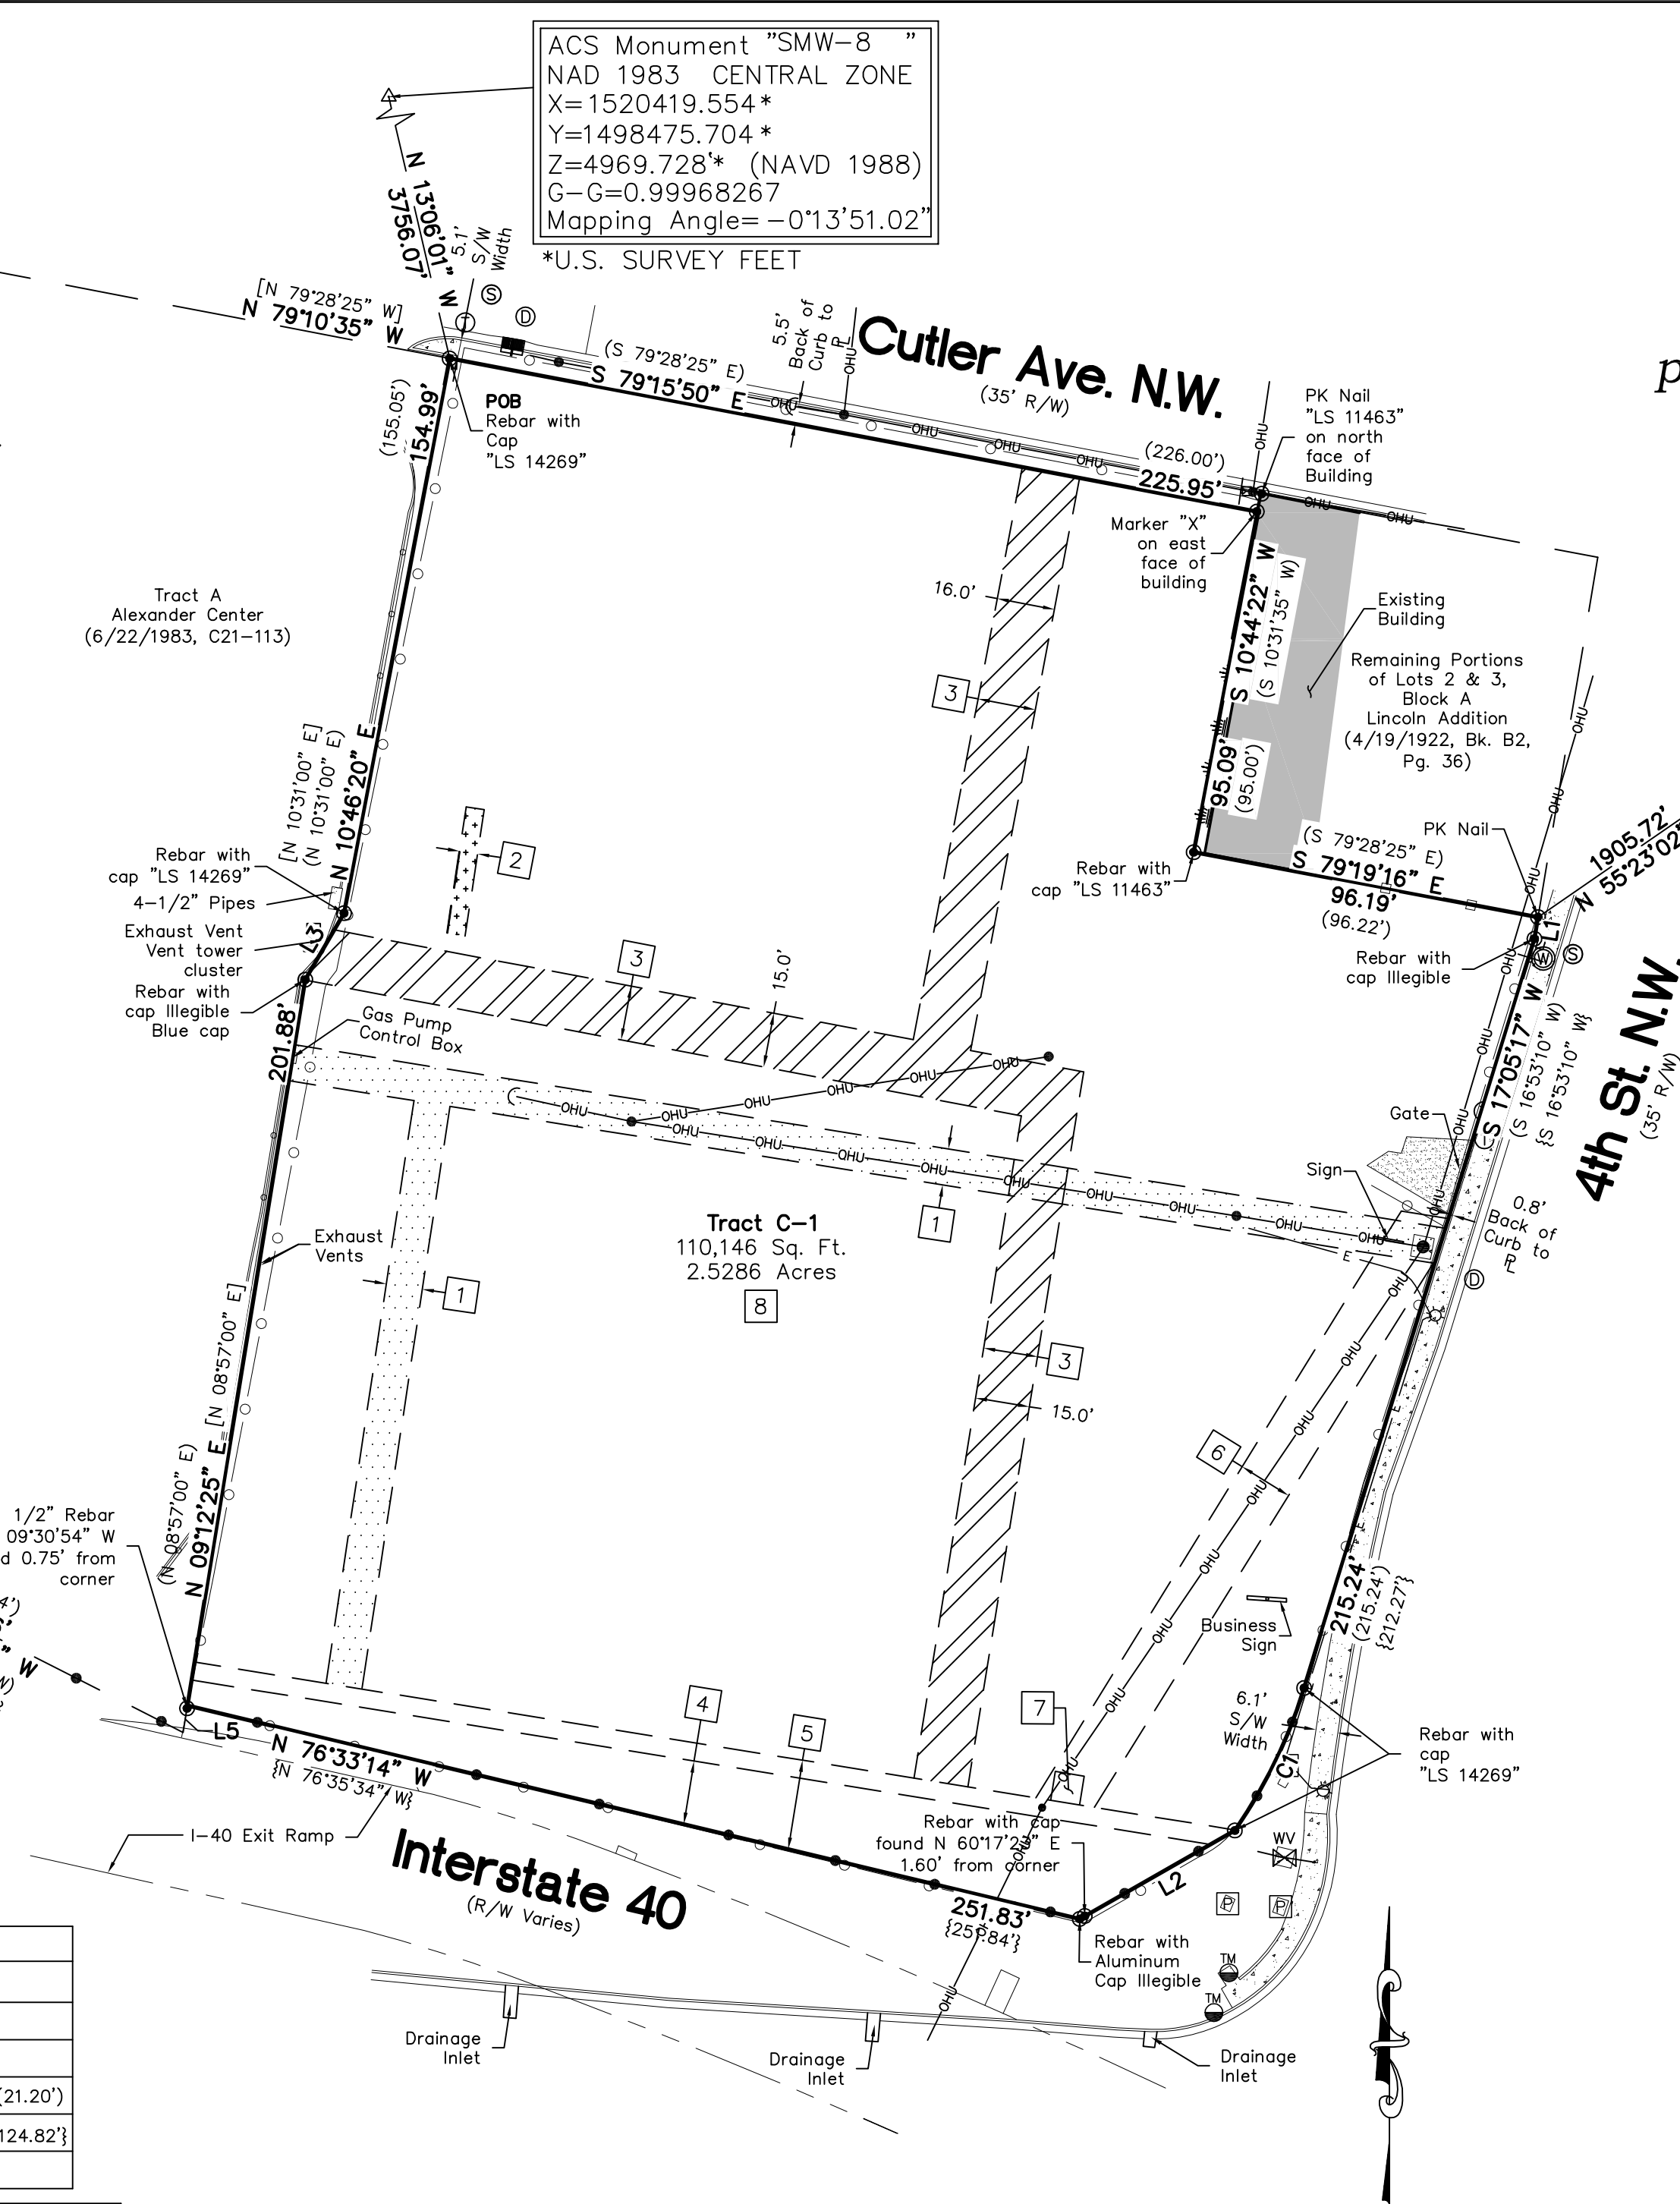 ACS Monument "SMW-8 "
NAD 1983 CENTRAL ZONE
X=1520419.554*
Y=1498475.704*
Z=4969.728'* (NAVD 1988)
G-G=0.99968267
Mapping Angle= -0°13'51.02"
*U.S. SURVEY FEET
N 13°06'01" W
3756.07'
5.1'
S/W
Width
[N 79°28'25" W]
N 79°10'35" W
S
T
D
(S 79°28'25" E)
S 79°15'50" E
5.5'
Back of
Curb to
PL
OHU
Cutler Ave. N.W.
(35' R/W)
(226.00')
225.95'
PK Nail
"LS 11463"
on north
face of
Building
POB
Rebar with
Cap
"LS 14269"
(155.05')
154.99'
Marker "X"
on east
face of
building
S 10°44'22" W
(S 10°31'35" W)
95.09'
(95.00')
Existing
Building
Remaining Portions
of Lots 2 & 3,
Block A
Lincoln Addition
(4/19/1922, Bk. B2,
Pg. 36)
Tract A
Alexander Center
(6/22/1983, C21-113)
16.0'
3
[N 10°31'00" E]
(N 10°31'00" E)
N 10°46'20" E
2
Rebar with
cap "LS 14269"
4-1/2" Pipes
Exhaust Vent
Vent tower
cluster
L3
Rebar with
cap Illegible
Blue cap
Rebar with
cap "LS 11463"
(S 79°28'25" E)
S 79°19'16" E
96.19'
(96.22')
PK Nail
1905.72'
N 55°23'02"
L1
W
S
Rebar with
cap Illegible
3
15.0'
Gas Pump
Control Box
201.88'
S 17°05'17" W
(S 16°53'10" W)
{S 16°53'10" W}
4th St. N.W.
(35' R/W)
Gate
Sign
0.8'
Back of
Curb to
PL
D
1
Tract C-1
110,146 Sq. Ft.
2.5286 Acres
8
Exhaust
Vents
1
3
15.0'
6
[N 08°57'00" E]
(N 08°57'00" E)
N 09°12'25" E
1/2" Rebar
09°30'54" W
d 0.75' from
corner
W
215.24'
(215.24')
{212.27'}
Business
Sign
6.1'
S/W
Width
C1
Rebar with
cap
"LS 14269"
4
5
7
L5
N 76°33'14" W
{N 76°35'34" W}
I-40 Exit Ramp
Interstate 40
(R/W Varies)
Rebar with cap
found N 60°17'2 " E
1.60' from corner
251.83'
L2
WV
P
P
Rebar with
Aluminum
Cap Illegible
TM
TM
Drainage
Inlet
Drainage
Inlet
Drainage
Inlet
(21.20')
124.82'}